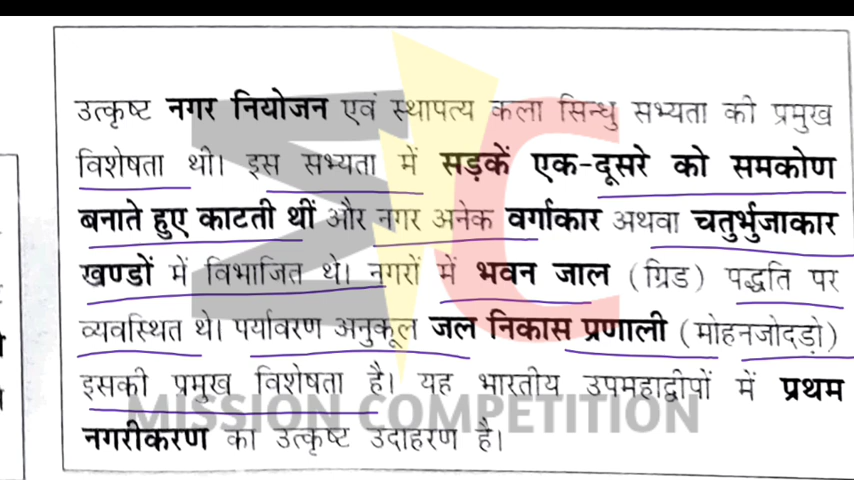 उत्कृष्ट नगर नियोजन एवं स्थापत्य कला सिन्धु सभ्यता की प्रमुख
विशेषता थी। इस सभ्यता में सड़कें एक-दूसरे को समकोण
बनाते हुए काटती थीं और नगर अनेक वर्गाकार अथवा चतुर्भुजाकार
खण्डों में विभाजित थे। नगरों में भवन जाल (ग्रिड) पद्धति पर
व्यवस्थित थे। पर्यावरण अनुकूल जल निकास प्रणाली (मोहनजोदड़ो)
इसकी प्रमुख विशेषता है। यह भारतीय उपमहाद्वीपों में प्रथम
MISSION COMPETITION
नगरीकरण का उत्कृष्ट उदाहरण है।